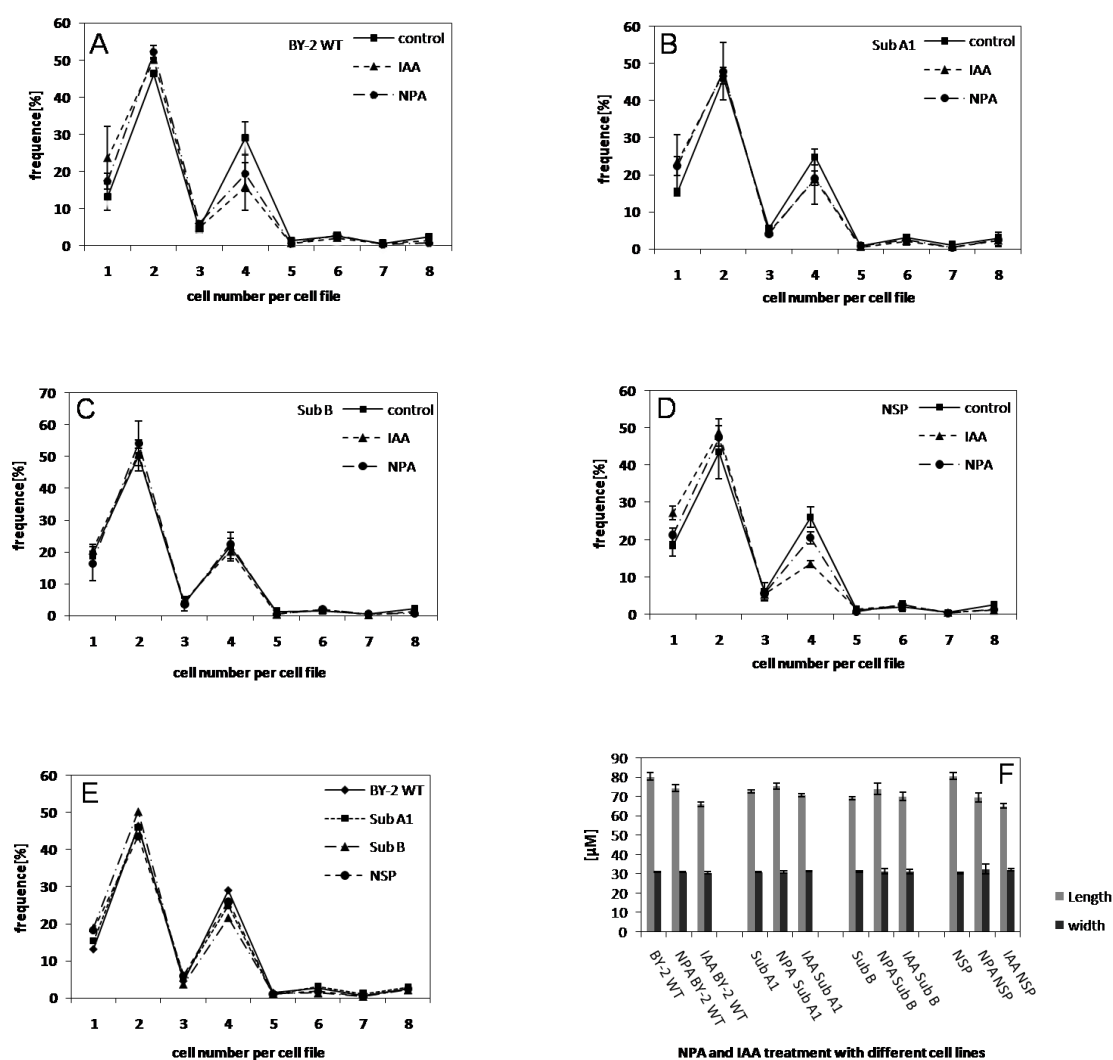 A
BY-2 WT
control
IAA
NPA
frequence[%]
60
50
40
30
20
10
0
1 2 3 4 5 6 7 8
cell number per cell file
B
Sub A1
control
IAA
NPA
frequence[%]
60
50
40
30
20
10
0
1 2 3 4 5 6 7 8
cell number per cell file
C
Sub B
control
IAA
NPA
frequence[%]
70
60
50
40
30
20
10
0
1 2 3 4 5 6 7 8
cell number per cell file
D
NSP
control
IAA
NPA
frequence[%]
60
50
40
30
20
10
0
1 2 3 4 5 6 7 8
cell number per cell file
E
BY-2 WT
Sub A1
Sub B
NSP
frequence[%]
60
50
40
30
20
10
0
1 2 3 4 5 6 7 8
cell number per cell file
F
[µM]
90
80
70
60
50
40
30
20
10
0
Length
width
BY-2 WT
NPA BY-2 WT
IAA BY-2 WT
Sub A1
NPA Sub A1
IAA Sub A1
Sub B
NPA Sub B
IAA Sub B
NSP
NPA NSP
IAA NSP
NPA and IAA treatment with different cell lines